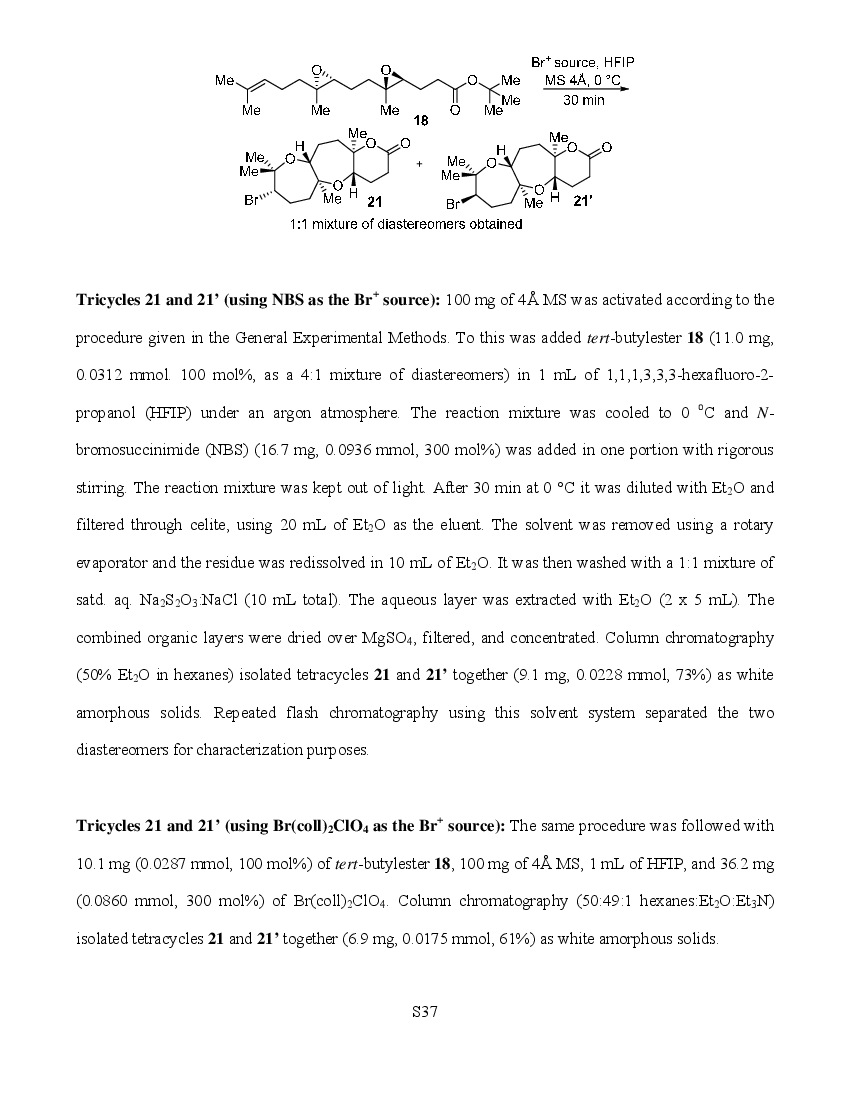 Me
Me
O
Me
O
Me
18
O
O
Me
Me
Me
Br+ source, HFIP
MS 4Å, 0 °C
30 min
Me
Me
O
H
Me
O
O
Br
Me
O
H
21
+
Me
Me
O
H
Me
O
O
Br
Me
O
H
21'
1:1 mixture of diastereomers obtained
Tricycles 21 and 21’ (using NBS as the Br+ source): 100 mg of 4Å MS was activated according to the
procedure given in the General Experimental Methods. To this was added tert-butylester 18 (11.0 mg,
0.0312 mmol. 100 mol%, as a 4:1 mixture of diastereomers) in 1 mL of 1,1,1,3,3,3-hexafluoro-2-
propanol (HFIP) under an argon atmosphere. The reaction mixture was cooled to 0 oC and N-
bromosuccinimide (NBS) (16.7 mg, 0.0936 mmol, 300 mol%) was added in one portion with rigorous
stirring. The reaction mixture was kept out of light. After 30 min at 0 °C it was diluted with Et2O and
filtered through celite, using 20 mL of Et2O as the eluent. The solvent was removed using a rotary
evaporator and the residue was redissolved in 10 mL of Et2O. It was then washed with a 1:1 mixture of
satd. aq. Na2S2O3:NaCl (10 mL total). The aqueous layer was extracted with Et2O (2 x 5 mL). The
combined organic layers were dried over MgSO4, filtered, and concentrated. Column chromatography
(50% Et2O in hexanes) isolated tetracycles 21 and 21’ together (9.1 mg, 0.0228 mmol, 73%) as white
amorphous solids. Repeated flash chromatography using this solvent system separated the two
diastereomers for characterization purposes.
Tricycles 21 and 21’ (using Br(coll)2ClO4 as the Br+ source): The same procedure was followed with
10.1 mg (0.0287 mmol, 100 mol%) of tert-butylester 18, 100 mg of 4Å MS, 1 mL of HFIP, and 36.2 mg
(0.0860 mmol, 300 mol%) of Br(coll)2ClO4. Column chromatography (50:49:1 hexanes:Et2O:Et3N)
isolated tetracycles 21 and 21’ together (6.9 mg, 0.0175 mmol, 61%) as white amorphous solids.
S37